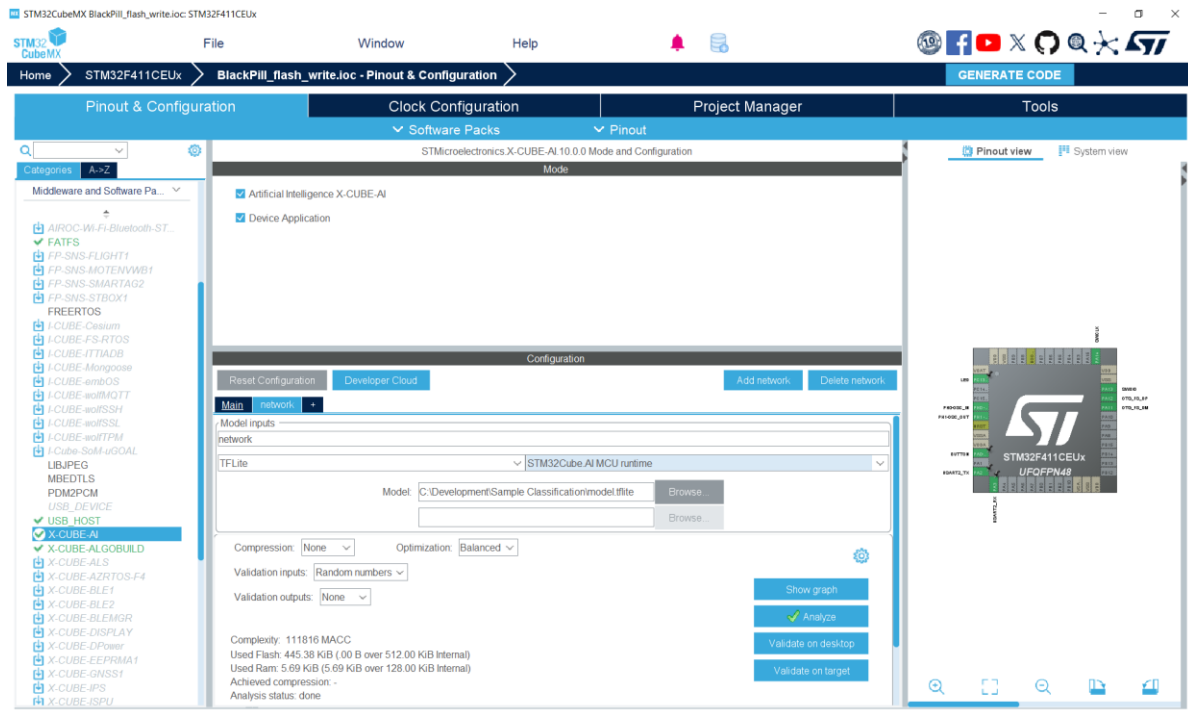 STM32CubeMX BlackPill_flash_write.ioc: STM32F411CEUx
STM32
CubeMX
File Window Help
Home STM32F411CEUx BlackPill_flash_write.ioc - Pinout & Configuration GENERATE CODE
Pinout & Configuration Clock Configuration Project Manager Tools
Software Packs Pinout
STMicroelectronics.X-CUBE-AI.10.0.0 Mode and Configuration
Pinout view System view
Categories A->Z
Mode
Middleware and Software Pa...
Artificial Intelligence X-CUBE-AI
Device Application
AIROC-Wi-Fi-Bluetooth-ST...
FATFS
FP-SNS-FLIGHT1
FP-SNS-MOTENVWB1
FP-SNS-SMARTAG2
FP-SNS-STBOX1
FREERTOS
I-CUBE-Cesium
I-CUBE-FS-RTOS
I-CUBE-ITTIADB
I-CUBE-Mongoose
I-CUBE-embOS
I-CUBE-wolfMQTT
I-CUBE-wolfSSH
I-CUBE-wolfSSL
I-CUBE-wolfTPM
I-Cube-SoM-uGOAL
LIBJPEG
MBEDTLS
PDM2PCM
USB_DEVICE
USB_HOST
X-CUBE-AI
X-CUBE-ALGOBUILD
X-CUBE-ALS
X-CUBE-AZRTOS-F4
X-CUBE-BLE1
X-CUBE-BLE2
X-CUBE-BLEMGR
X-CUBE-DISPLAY
X-CUBE-DPower
X-CUBE-EEPRMA1
X-CUBE-GNSS1
X-CUBE-IPS
X-CUBE-ISPU
Configuration
Reset Configuration Developer Cloud Add network Delete network
Main network +
Model inputs
network
TFLite STM32Cube.AI MCU runtime
Model: C:\Development\Sample Classification\model.tflite Browse...
Browse...
Compression: None Optimization: Balanced
Validation inputs: Random numbers
Validation outputs: None
Show graph
Analyze
Validate on desktop
Validate on target
Complexity: 111816 MACC
Used Flash: 445.38 KiB (.00 B over 512.00 KiB Internal)
Used Ram: 5.69 KiB (5.69 KiB over 128.00 KiB Internal)
Achieved compression: -
Analysis status: done
LED
BUTTON
USART2_TX
USART2_RX
STM32F411CEUx
UFQFPN48